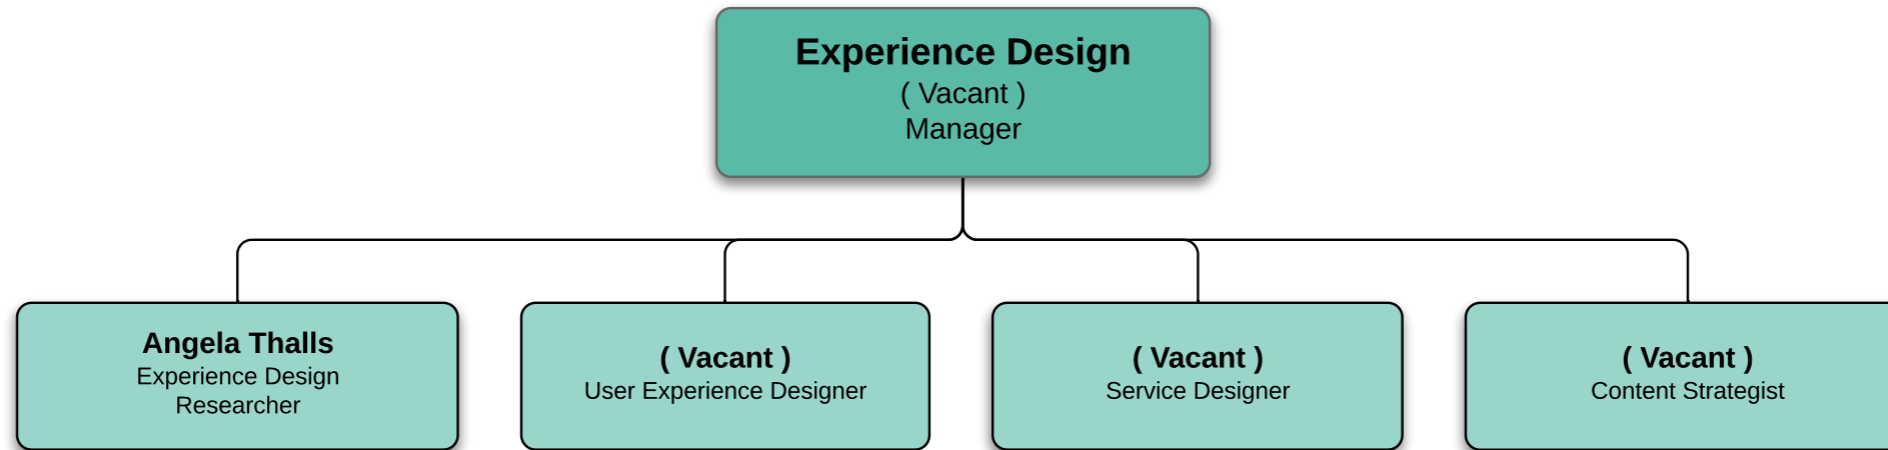 Experience Design
( Vacant )
Manager
Angela Thalls
Experience Design
Researcher
( Vacant )
User Experience Designer
( Vacant )
Service Designer
( Vacant )
Content Strategist